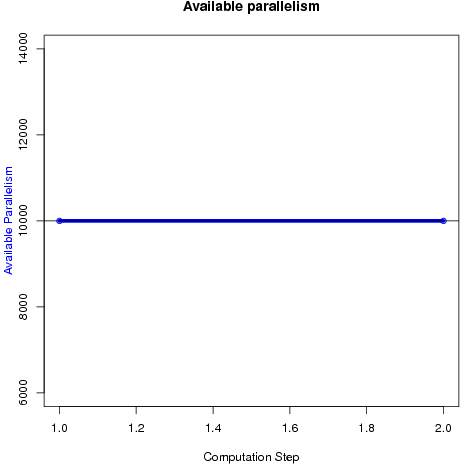 Available parallelism
14000
12000
10000
8000
6000
Available Parallelism
1.0 1.2 1.4 1.6 1.8 2.0
Computation Step